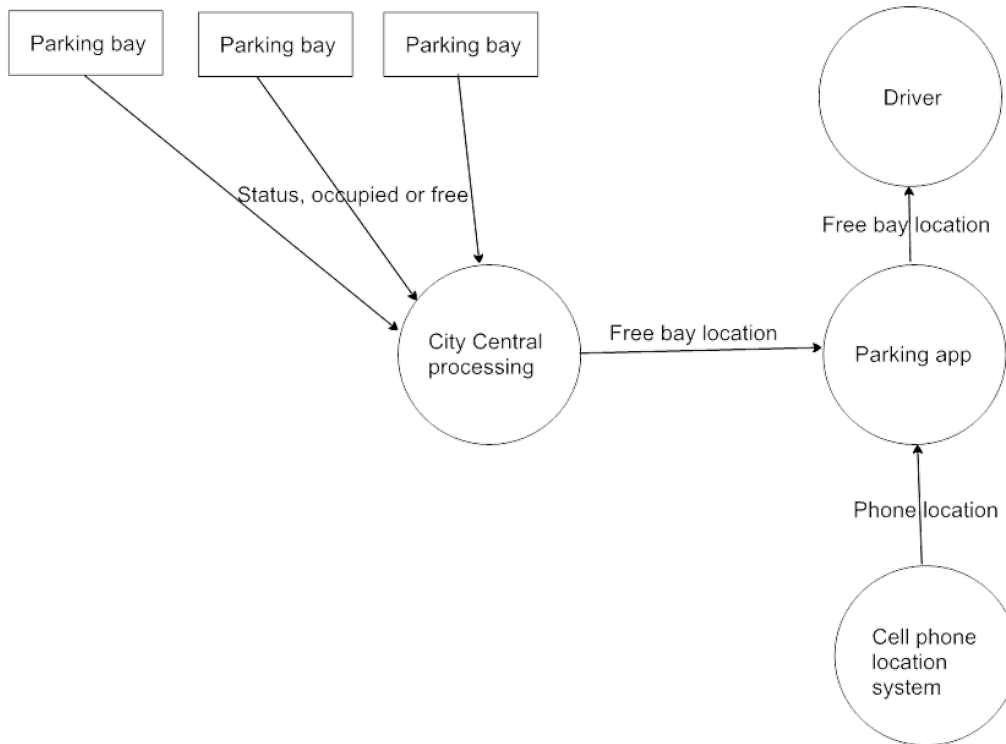 Parking bay
Parking bay
Parking bay
Driver
Status, occupied or free
Free bay location
City Central
processing
Free bay location
Parking app
Phone location
Cell phone
location
system